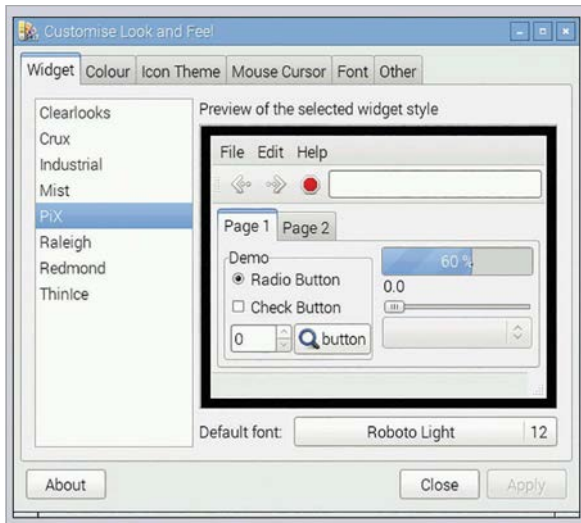 Customise Look and Feel
Widget Colour Icon Theme Mouse Cursor Font Other
Clearlooks
Crux
Industrial
Mist
PiX
Raleigh
Redmond
ThinIce
Preview of the selected widget style
File Edit Help
Page 1 Page 2
Demo
Radio Button
Check Button
0 button
60 %
0.0
Default font: Roboto Light 12
About Close Apply